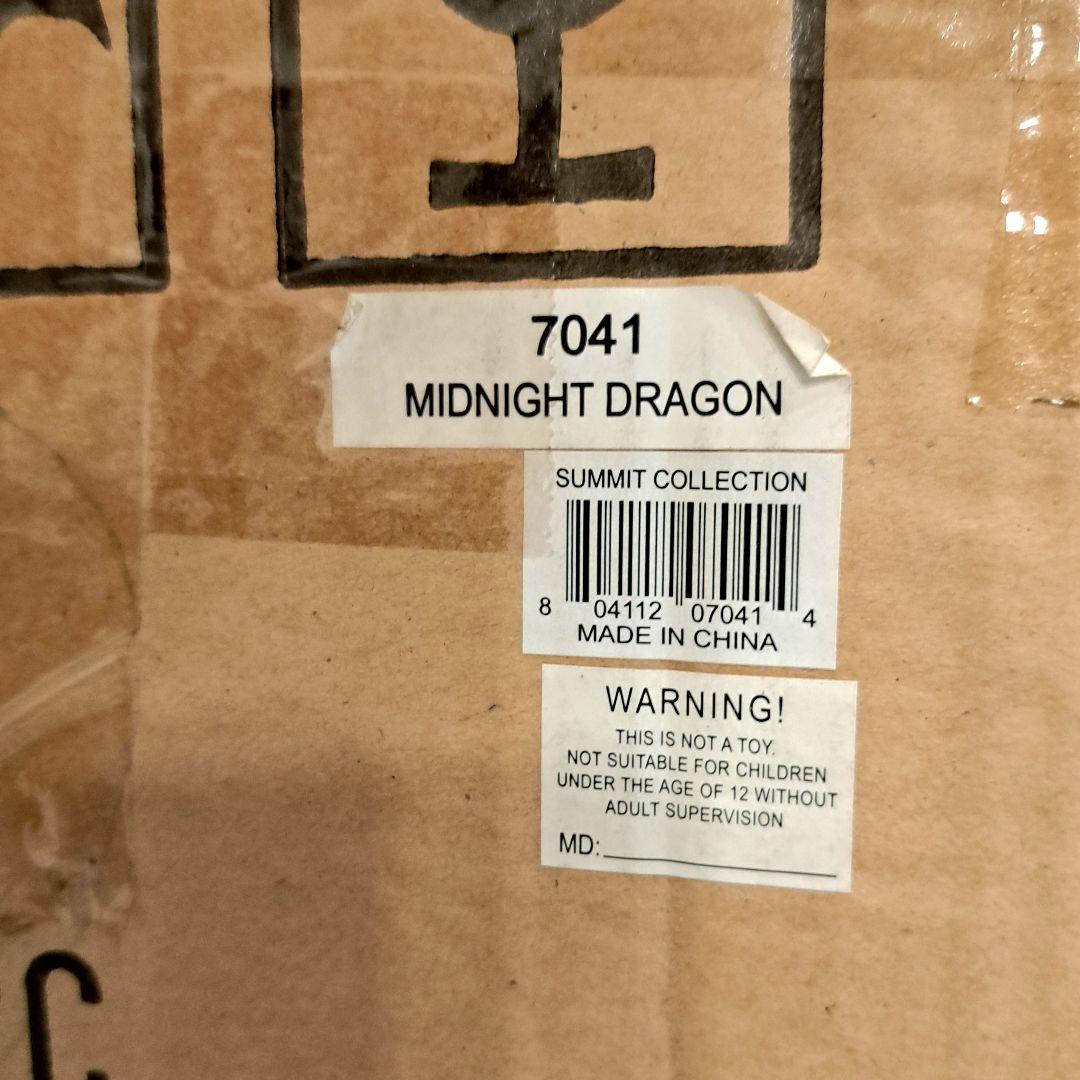 7041
MIDNIGHT DRAGON
SUMMIT COLLECTION
8 04112 07041 4
MADE IN CHINA
WARNING!
THIS IS NOT A TOY.
NOT SUITABLE FOR CHILDREN
UNDER THE AGE OF 12 WITHOUT
ADULT SUPERVISION
MD: